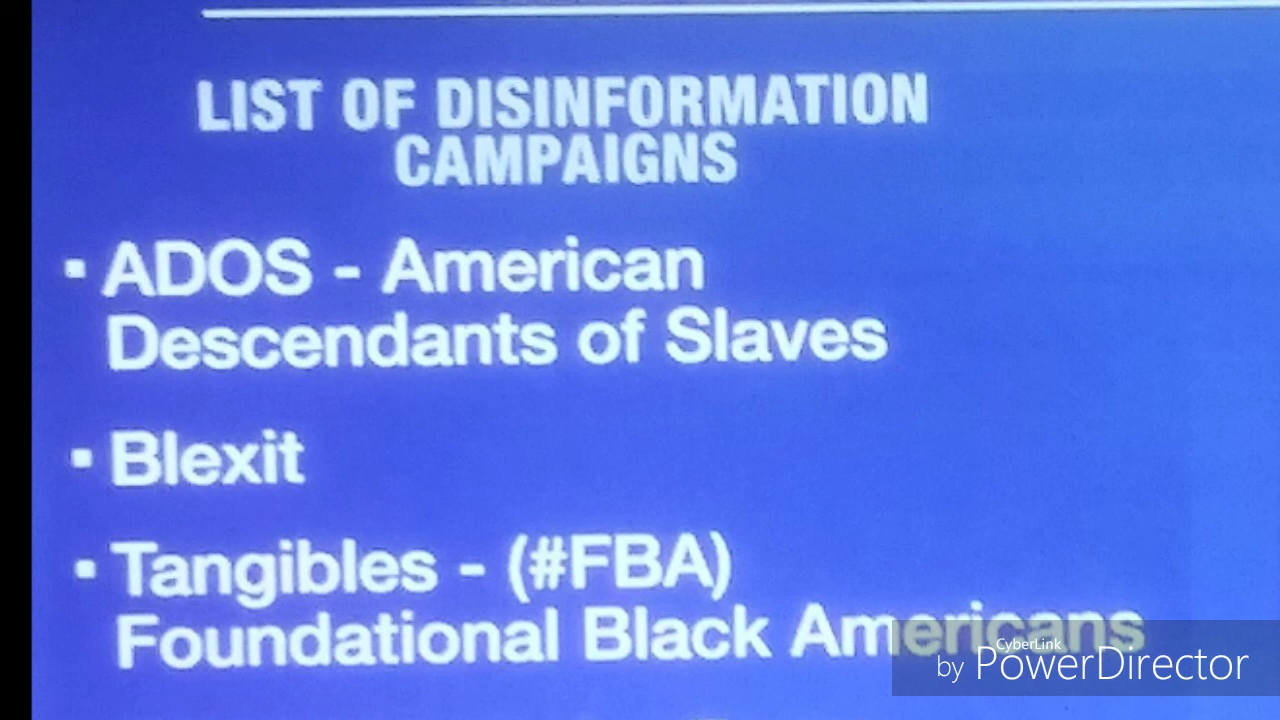 LIST OF DISINFORMATION
CAMPAIGNS
▪ ADOS - American
Descendants of Slaves
▪ Blexit
▪ Tangibles - (#FBA)
Foundational Black Americans
CyberLink
by PowerDirector